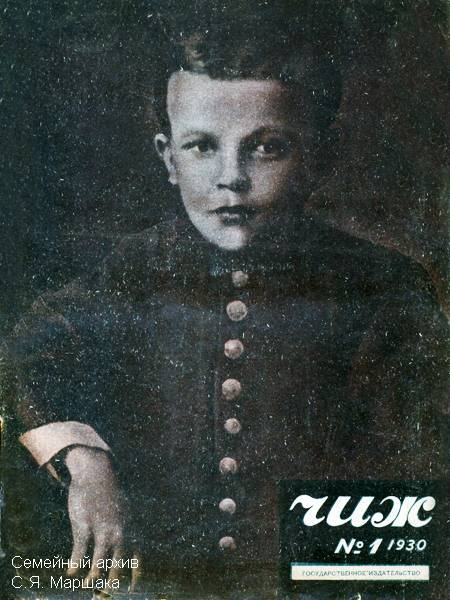 чиж
№ 1 1930
ГОСУДАРСТВЕННОЕ ИЗДАТЕЛЬСТВО
Семейный архив
С.Я. Маршака